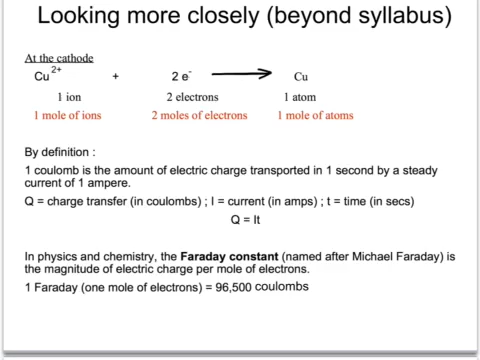 Looking more closely (beyond syllabus)
At the cathode
Cu2+ + 2 e- Cu
1 ion 2 electrons 1 atom
1 mole of ions 2 moles of electrons 1 mole of atoms
By definition :
1 coulomb is the amount of electric charge transported in 1 second by a steady
current of 1 ampere.
Q = charge transfer (in coulombs) ; I = current (in amps) ; t = time (in secs)
Q = It
In physics and chemistry, the Faraday constant (named after Michael Faraday) is
the magnitude of electric charge per mole of electrons.
1 Faraday (one mole of electrons) = 96,500 coulombs